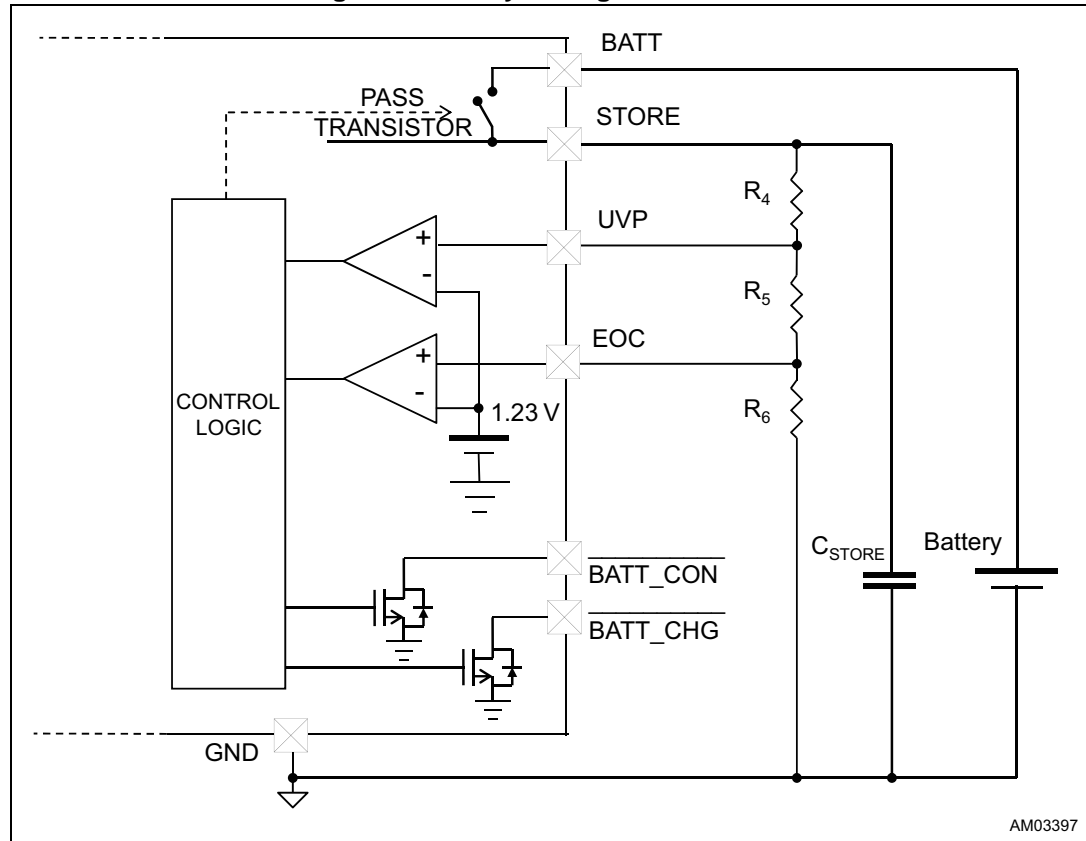 BATT
PASS
TRANSISTOR
STORE
R4
UVP
+
-
R5
EOC
+
-
1.23 V
R6
CONTROL
LOGIC
CSTORE
Battery
BATT_CON
BATT_CHG
GND
AM03397